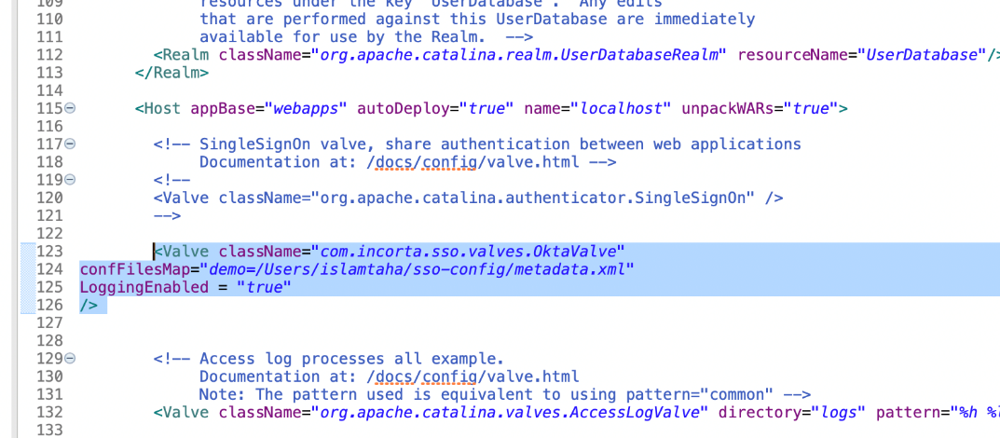 109 resources under the key "UserDatabase". Any edits
110 that are performed against this UserDatabase are immediately
111 available for use by the Realm. -->
112 <Realm className="org.apache.catalina.realm.UserDatabaseRealm" resourceName="UserDatabase"/>
113 </Realm>
114
115 <Host appBase="webapps" autoDeploy="true" name="localhost" unpackWARs="true">
116
117 <!-- SingleSignOn valve, share authentication between web applications
118 Documentation at: /docs/config/valve.html -->
119 <!--
120 <Valve className="org.apache.catalina.authenticator.SingleSignOn" />
121 -->
122
123 <Valve className="com.incorta.sso.valves.OktaValve"
124 confFilesMap="demo=/Users/islamtaha/sso-config/metadata.xml"
125 LoggingEnabled = "true"
126 />
127
128
129 <!-- Access log processes all example.
130 Documentation at: /docs/config/valve.html
131 Note: The pattern used is equivalent to using pattern="common" -->
132 <Valve className="org.apache.catalina.valves.AccessLogValve" directory="logs" pattern="%h %l
133